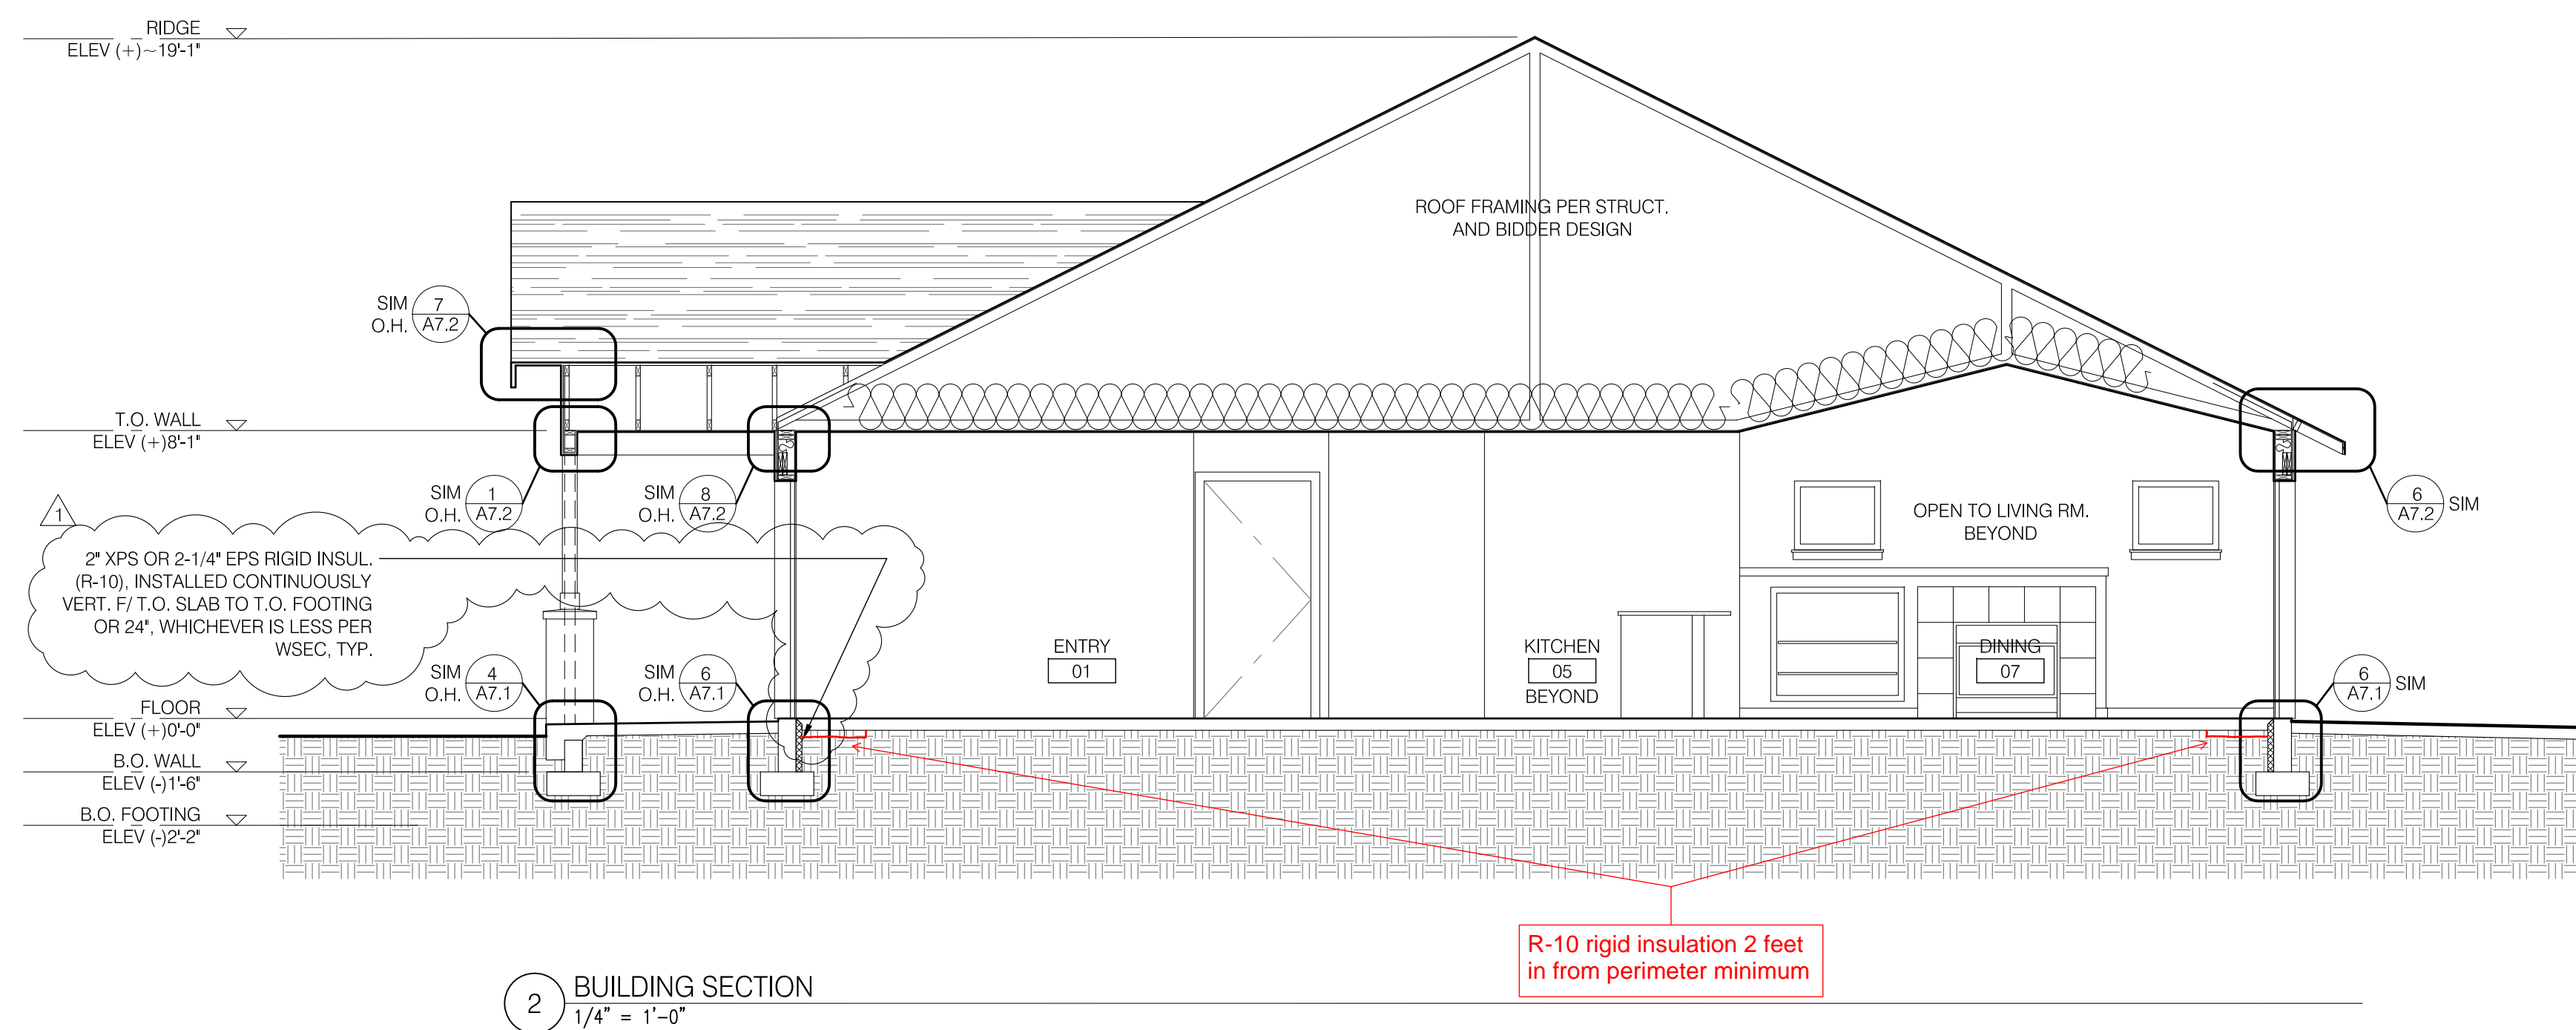 RIDGE
ELEV (+)~19'-1"
ROOF FRAMING PER STRUCT.
AND BIDDER DESIGN
SIM
O.H.
7
A7.2
T.O. WALL
ELEV (+)8'-1"
SIM
O.H.
1
A7.2
SIM
O.H.
8
A7.2
6
A7.2
SIM
OPEN TO LIVING RM.
BEYOND
1
2" XPS OR 2-1/4" EPS RIGID INSUL.
(R-10), INSTALLED CONTINUOUSLY
VERT. F/ T.O. SLAB TO T.O. FOOTING
OR 24", WHICHEVER IS LESS PER
WSEC, TYP.
SIM
O.H.
4
A7.1
SIM
O.H.
6
A7.1
ENTRY
01
KITCHEN
05
BEYOND
DINING
07
6
A7.1
SIM
FLOOR
ELEV (+)0'-0"
B.O. WALL
ELEV (-)1'-6"
B.O. FOOTING
ELEV (-)2'-2"
R-10 rigid insulation 2 feet
in from perimeter minimum
2
BUILDING SECTION
1/4" = 1'-0"